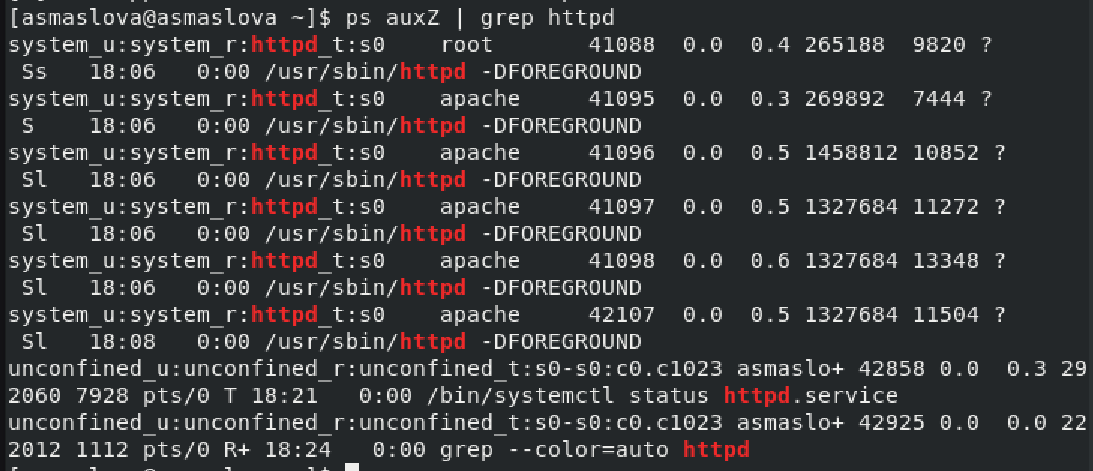 [asmaslova@asmaslova ~]$ ps auxZ | grep httpd
system_u:system_r:httpd_t:s0    root      41088  0.0  0.4 265188  9820 ?
 Ss   18:06   0:00 /usr/sbin/httpd -DFOREGROUND
system_u:system_r:httpd_t:s0    apache    41095  0.0  0.3 269892  7444 ?
 S    18:06   0:00 /usr/sbin/httpd -DFOREGROUND
system_u:system_r:httpd_t:s0    apache    41096  0.0  0.5 1458812 10852 ?
 Sl   18:06   0:00 /usr/sbin/httpd -DFOREGROUND
system_u:system_r:httpd_t:s0    apache    41097  0.0  0.5 1327684 11272 ?
 Sl   18:06   0:00 /usr/sbin/httpd -DFOREGROUND
system_u:system_r:httpd_t:s0    apache    41098  0.0  0.6 1327684 13348 ?
 Sl   18:06   0:00 /usr/sbin/httpd -DFOREGROUND
system_u:system_r:httpd_t:s0    apache    42107  0.0  0.5 1327684 11504 ?
 Sl   18:08   0:00 /usr/sbin/httpd -DFOREGROUND
unconfined_u:unconfined_r:unconfined_t:s0-s0:c0.c1023 asmaslo+ 42858 0.0  0.3 29
2060 7928 pts/0 T 18:21   0:00 /bin/systemctl status httpd.service
unconfined_u:unconfined_r:unconfined_t:s0-s0:c0.c1023 asmaslo+ 42925 0.0  0.0 22
2012 1112 pts/0 R+ 18:24   0:00 grep --color=auto httpd